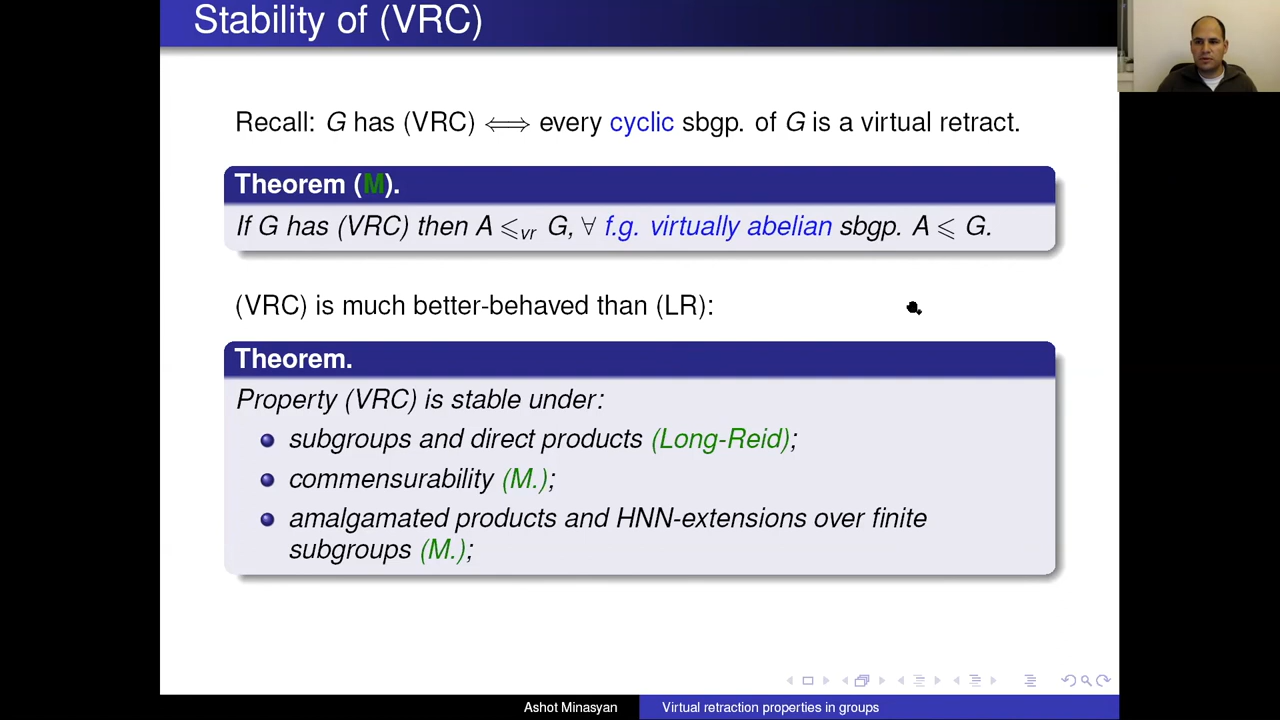 Stability of (VRC)
Recall: G has (VRC) ⟺ every cyclic sbgp. of G is a virtual retract.
Theorem (M).
If G has (VRC) then A ⩽vr G, ∀ f.g. virtually abelian sbgp. A ⩽ G.
(VRC) is much better-behaved than (LR):
Theorem.
Property (VRC) is stable under:
subgroups and direct products (Long-Reid);
commensurability (M.);
amalgamated products and HNN-extensions over finite
subgroups (M.);
Ashot Minasyan
Virtual retraction properties in groups